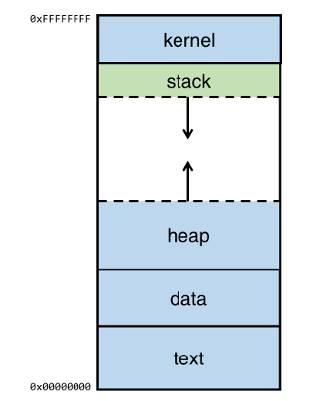 0xFFFFFFFF
kernel
stack
heap
data
text
0x00000000